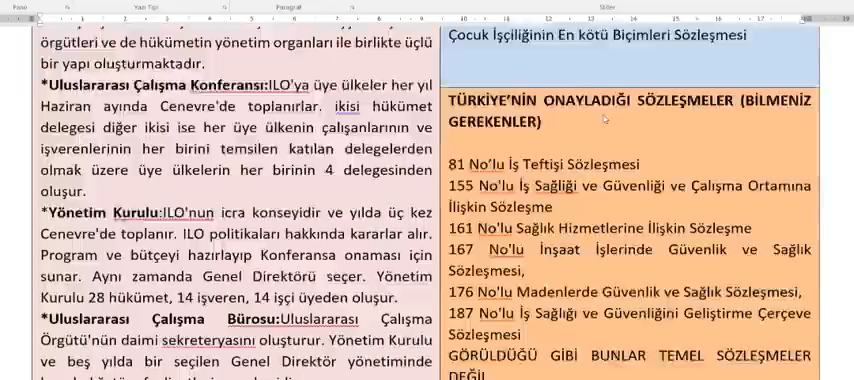 Pano
Yazı Tipi
Paragraf
Stiller
örgütleri ve de hükümetin yönetim organları ile birlikte üçlü
bir yapı oluşturmaktadır.
*Uluslararası Çalışma Konferansı:ILO'ya üye ülkeler her yıl
Haziran ayında Cenevre'de toplanırlar. ikisi hükümet
delegesi diğer ikisi ise her üye ülkenin çalışanlarının ve
işverenlerinin her birini temsilen katılan delegelerden
olmak üzere üye ülkelerin her birinin 4 delegesinden
oluşur.
*Yönetim Kurulu:ILO'nun icra konseyidir ve yılda üç kez
Cenevre'de toplanır. ILO politikaları hakkında kararlar alır.
Program ve bütçeyi hazırlayıp Konferansa onaması için
sunar. Aynı zamanda Genel Direktörü seçer. Yönetim
Kurulu 28 hükümet, 14 işveren, 14 işçi üyeden oluşur.
*Uluslararası Çalışma Bürosu:Uluslararası Çalışma
Örgütü'nün daimi sekreteryasını oluşturur. Yönetim Kurulu
ve beş yılda bir seçilen Genel Direktör yönetiminde
Çocuk İşçiliğinin En kötü Biçimleri Sözleşmesi
TÜRKİYE'NİN ONAYLADIĞI SÖZLEŞMELER (BİLMENİZ
GEREKENLER)
81 No'lu İş Teftişi Sözleşmesi
155 No'lu İş Sağliği ve Güvenliği ve Çalışma Ortamına
İlişkin Sözleşme
161 No'lu Sağlık Hizmetlerine İlişkin Sözleşme
167 No'lu İnşaat İşlerinde Güvenlik ve Sağlık
Sözleşmesi,
176 No'lu Madenlerde Güvenlik ve Sağlık Sözleşmesi,
187 No'lu İş Sağlığı ve Güvenliğini Geliştirme Çerçeve
Sözleşmesi
GÖRÜLDÜĞÜ GİBİ BUNLAR TEMEL SÖZLEŞMELER
DEĞİL